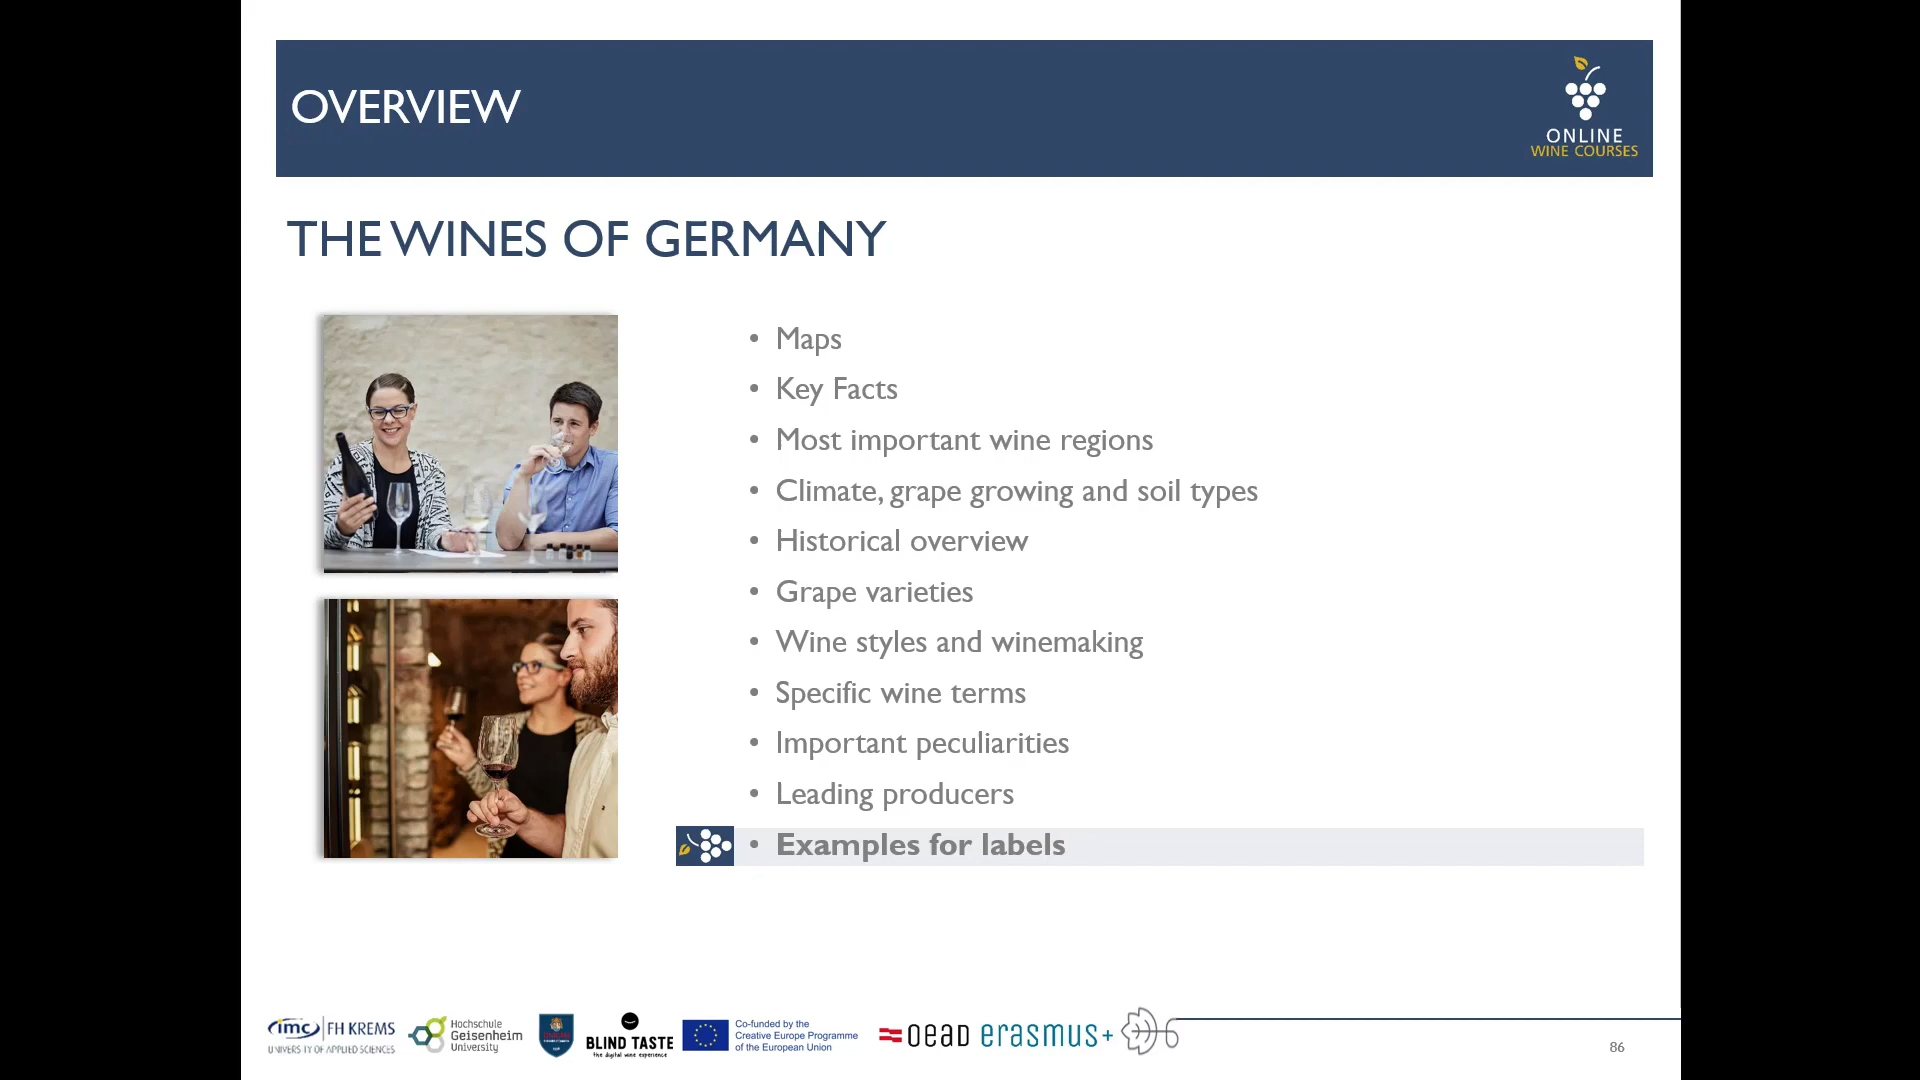 OVERVIEW
ONLINE
WINE COURSES
THE WINES OF GERMANY
• Maps
• Key Facts
• Most important wine regions
• Climate, grape growing and soil types
• Historical overview
• Grape varieties
• Wine styles and winemaking
• Specific wine terms
• Important peculiarities
• Leading producers
• Examples for labels
imc FH KREMS
UNIVERSITY OF APPLIED SCIENCES
Hochschule
Geisenheim
University
BLIND TASTE
the digital wine experience
Co-funded by the
Creative Europe Programme
of the European Union
OEAD erasmus+
86